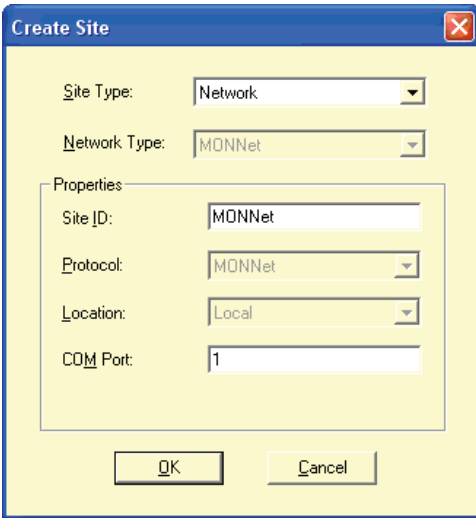 Create Site
Site Type: Network
Network Type: MONNet
Properties
Site ID: MONNet
Protocol: MONNet
Location: Local
COM Port: 1
OK Cancel